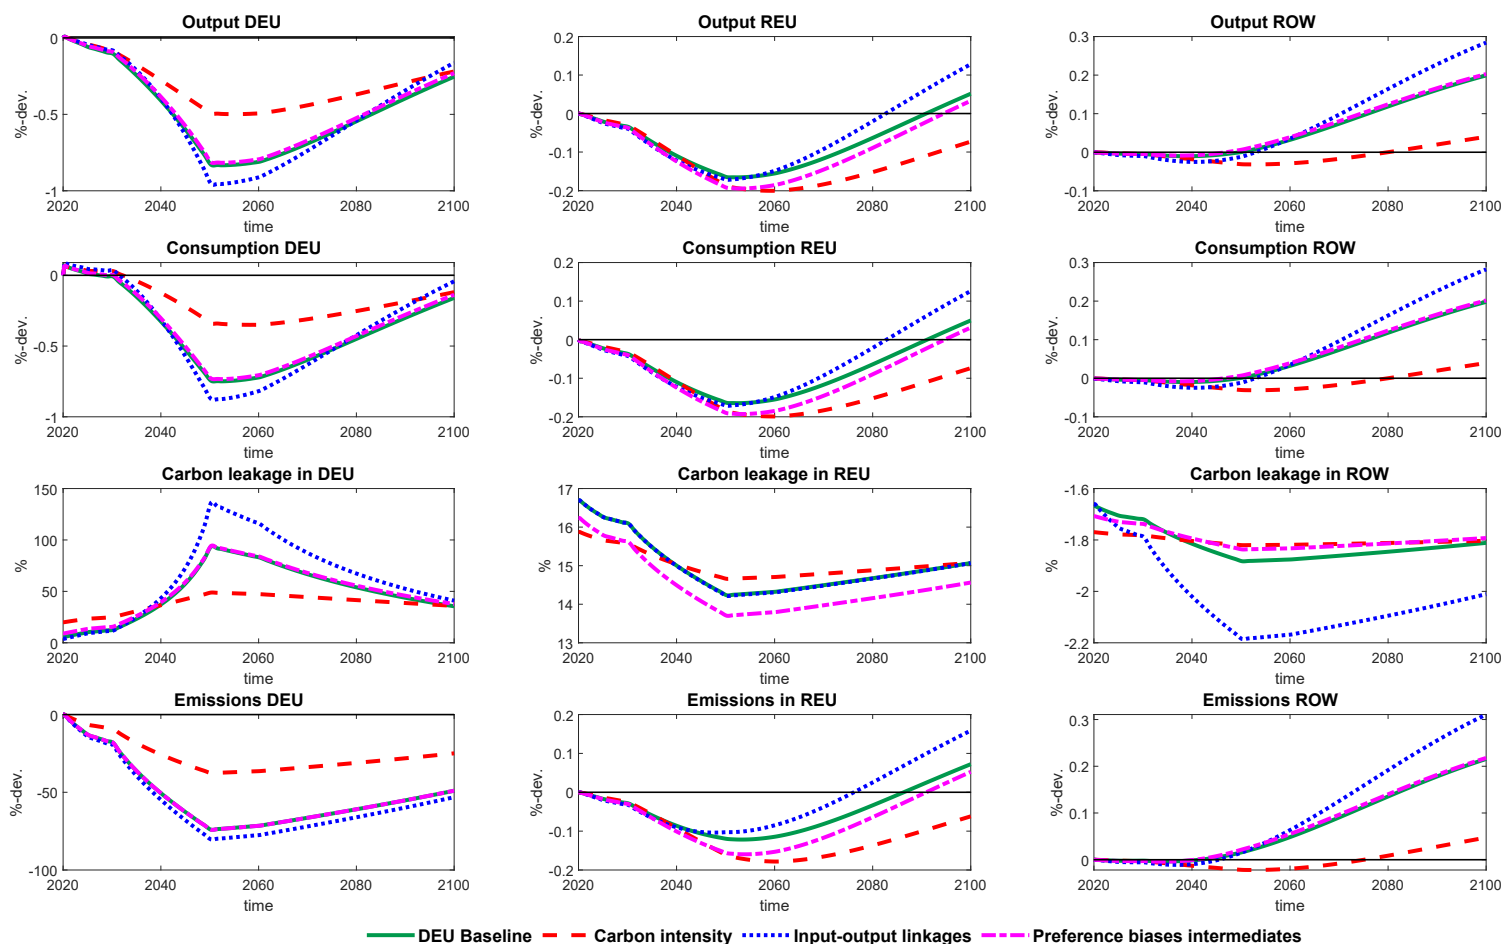 Output DEU
Output REU
Output ROW
0
-0.5
-1
%-dev.
2020 2040 2060 2080 2100
time
0.2
0.1
0
-0.1
-0.2
%-dev.
2020 2040 2060 2080 2100
time
0.3
0.2
0.1
0
-0.1
%-dev.
2020 2040 2060 2080 2100
time
Consumption DEU
Consumption REU
Consumption ROW
0
-0.5
-1
%-dev.
2020 2040 2060 2080 2100
time
0.2
0.1
0
-0.1
-0.2
%-dev.
2020 2040 2060 2080 2100
time
0.3
0.2
0.1
0
-0.1
%-dev.
2020 2040 2060 2080 2100
time
Carbon leakage in DEU
Carbon leakage in REU
Carbon leakage in ROW
150
100
50
0
%
2020 2040 2060 2080 2100
time
17
16
15
14
13
%
2020 2040 2060 2080 2100
time
-1.6
-1.8
-2
-2.2
%
2020 2040 2060 2080 2100
time
Emissions DEU
Emissions in REU
Emissions ROW
0
-50
-100
%-dev.
2020 2040 2060 2080 2100
time
0.2
0.1
0
-0.1
-0.2
%-dev.
2020 2040 2060 2080 2100
time
0.3
0.2
0.1
0
%-dev.
2020 2040 2060 2080 2100
time
DEU Baseline Carbon intensity Input-output linkages Preference biases intermediates